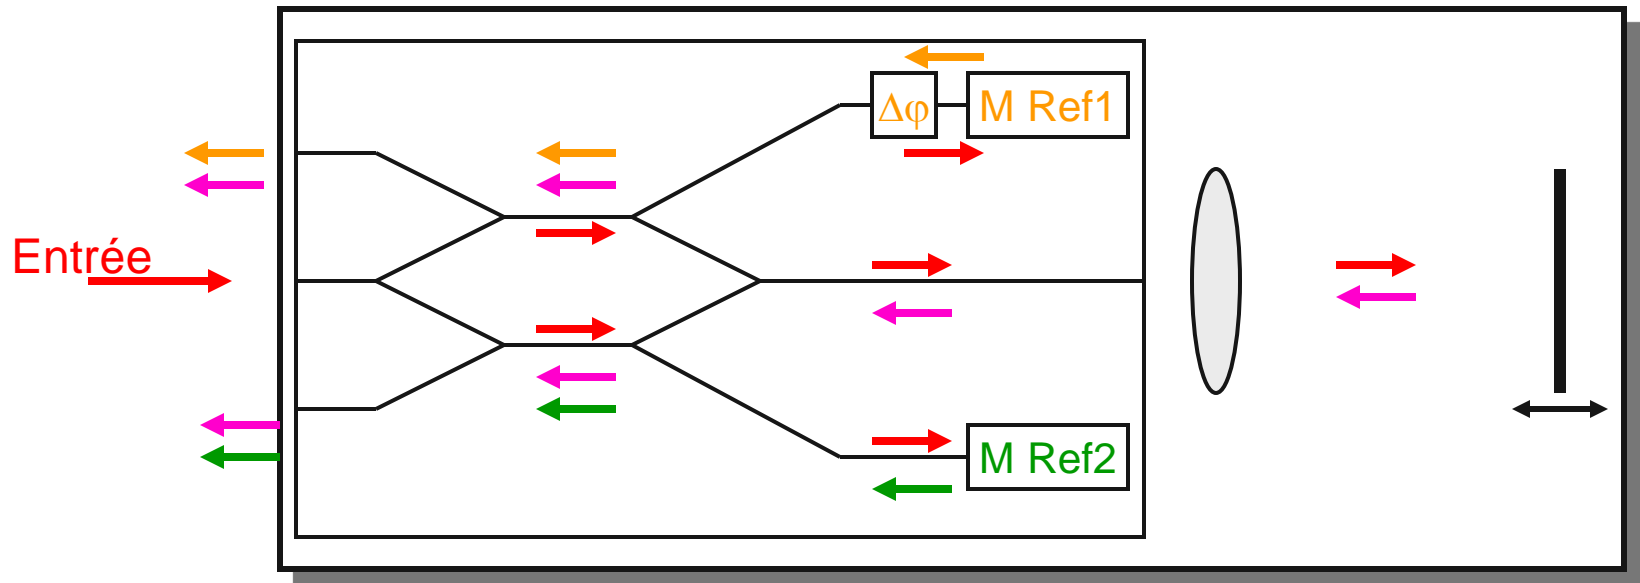 Δφ
M Ref1
Entrée
M Ref2